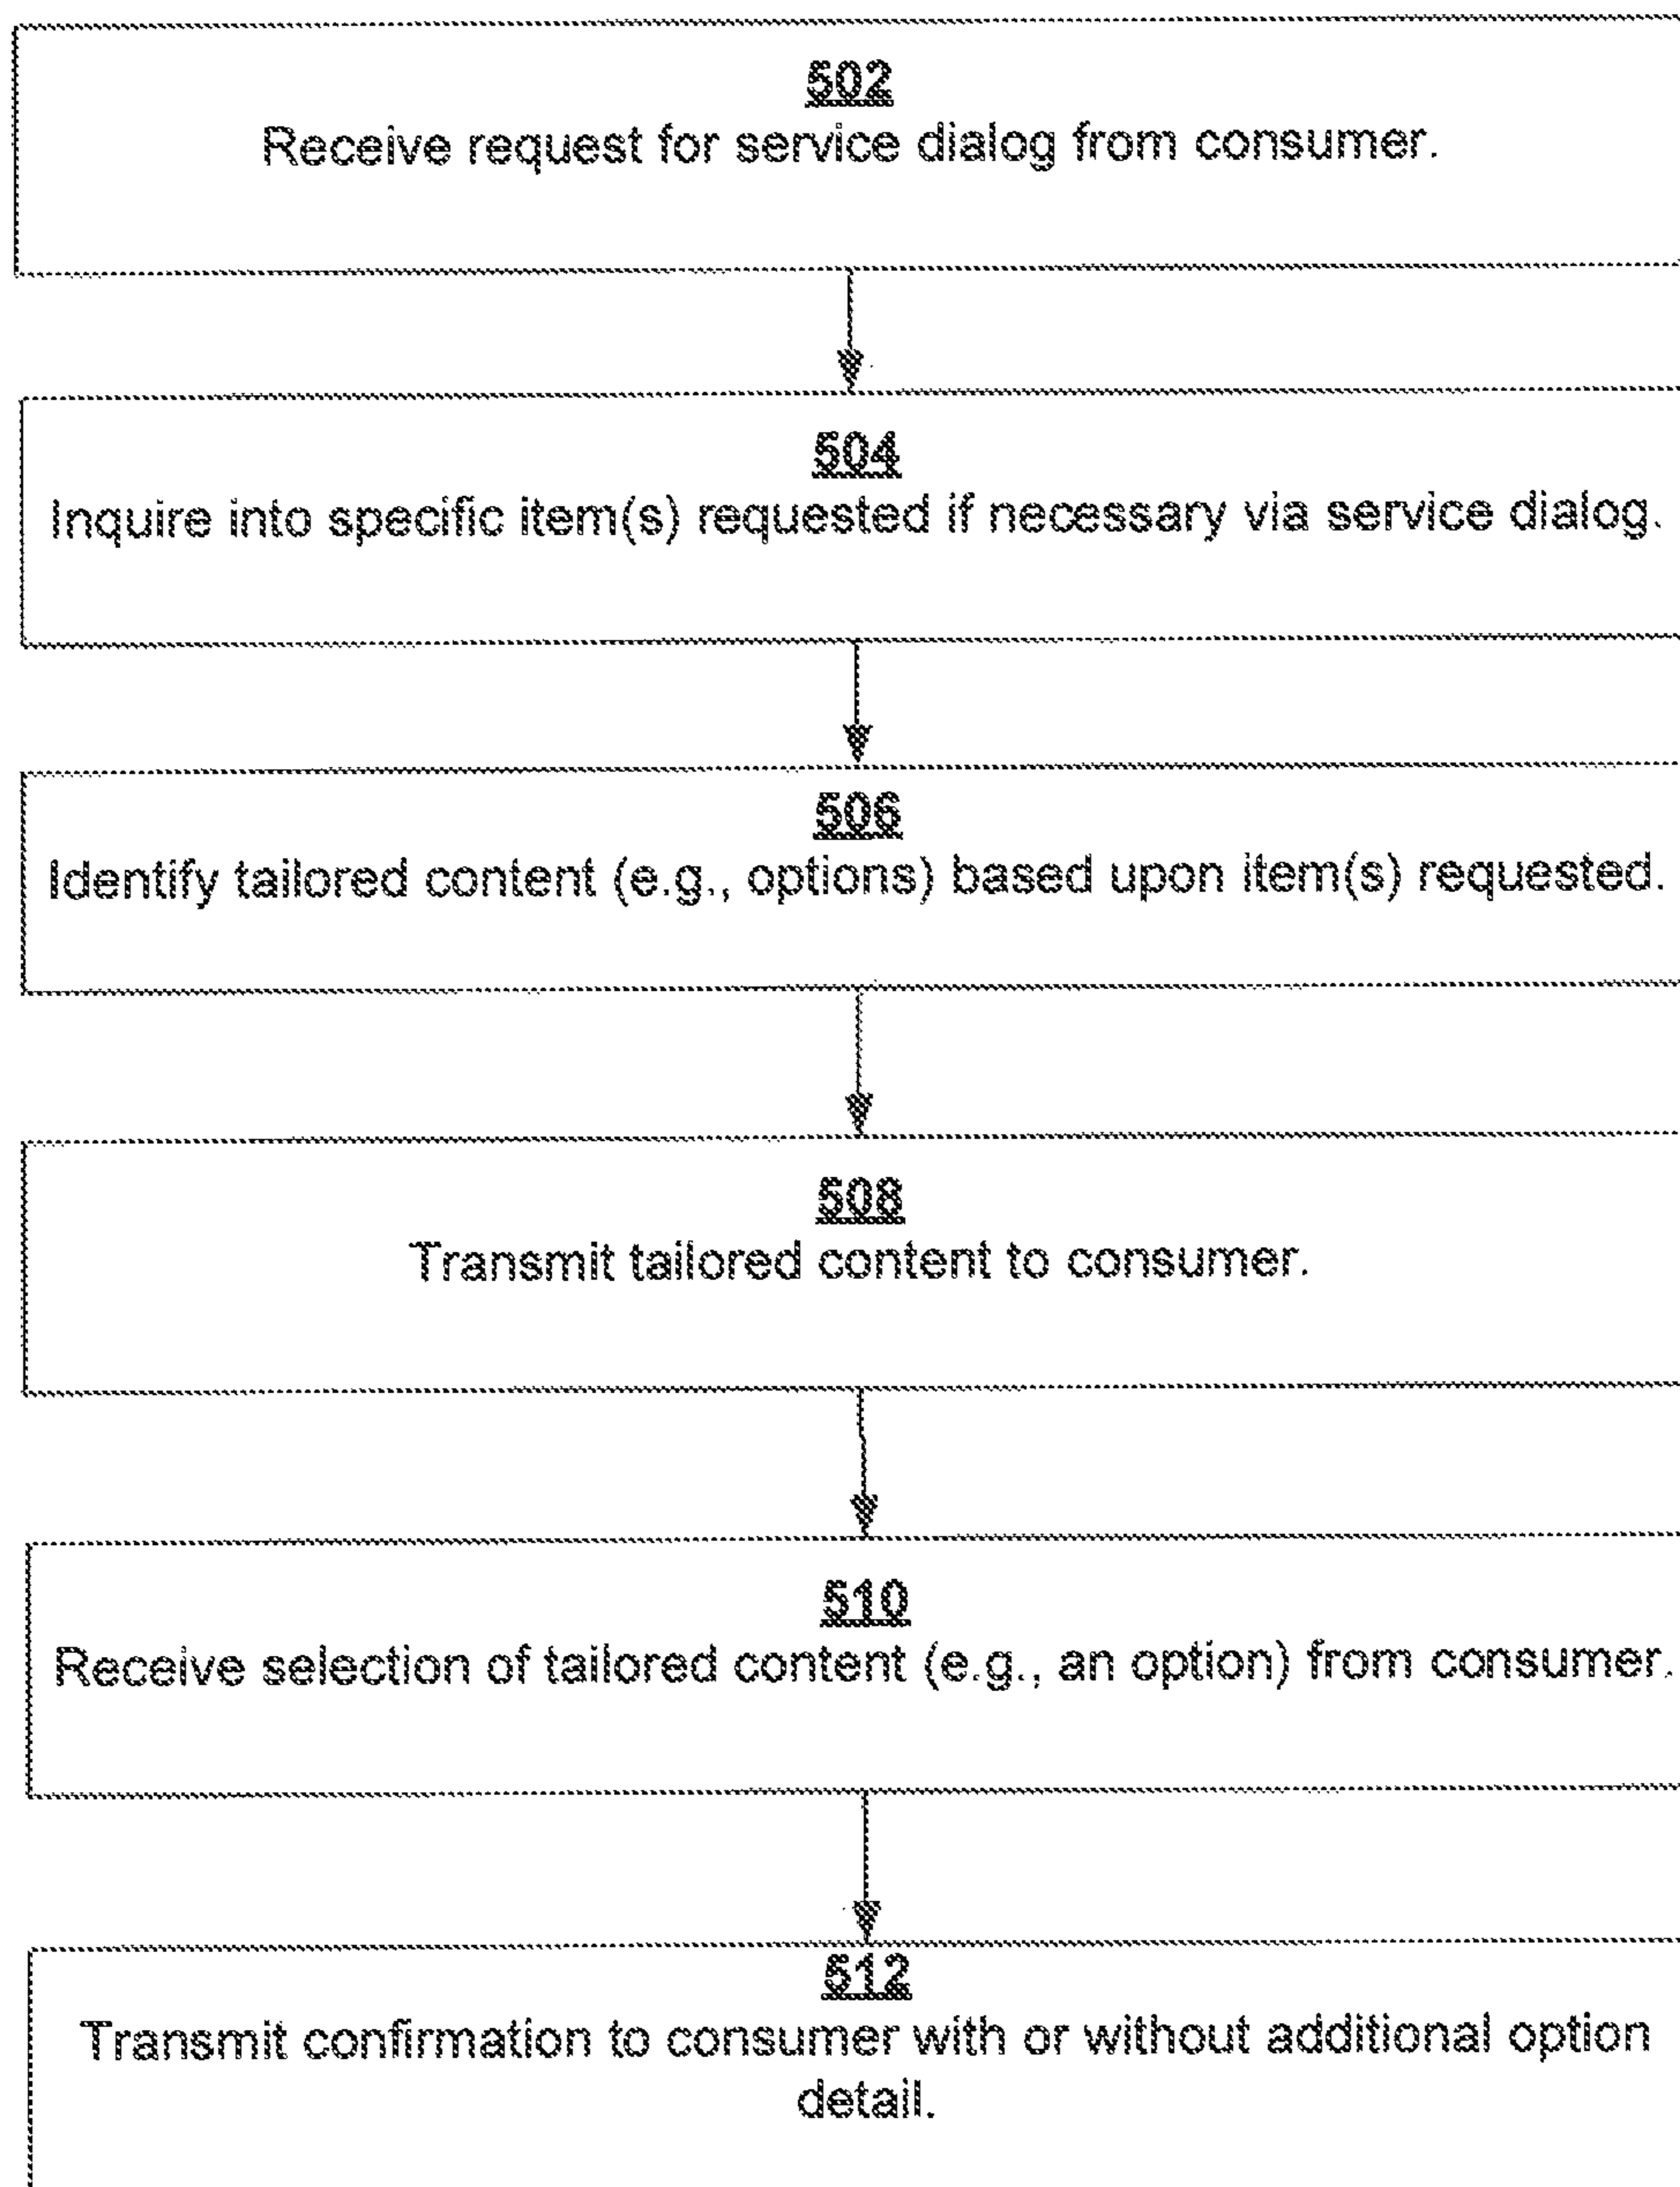 502
Receive request for service dialog from consumer.
504
Inquire into specific item(s) requested if necessary via service dialog.
506
Identify tailored content (e.g., options) based upon item(s) requested.
508
Transmit tailored content to consumer.
510
Receive selection of tailored content (e.g., an option) from consumer.
512
Transmit confirmation to consumer with or without additional option
detail.